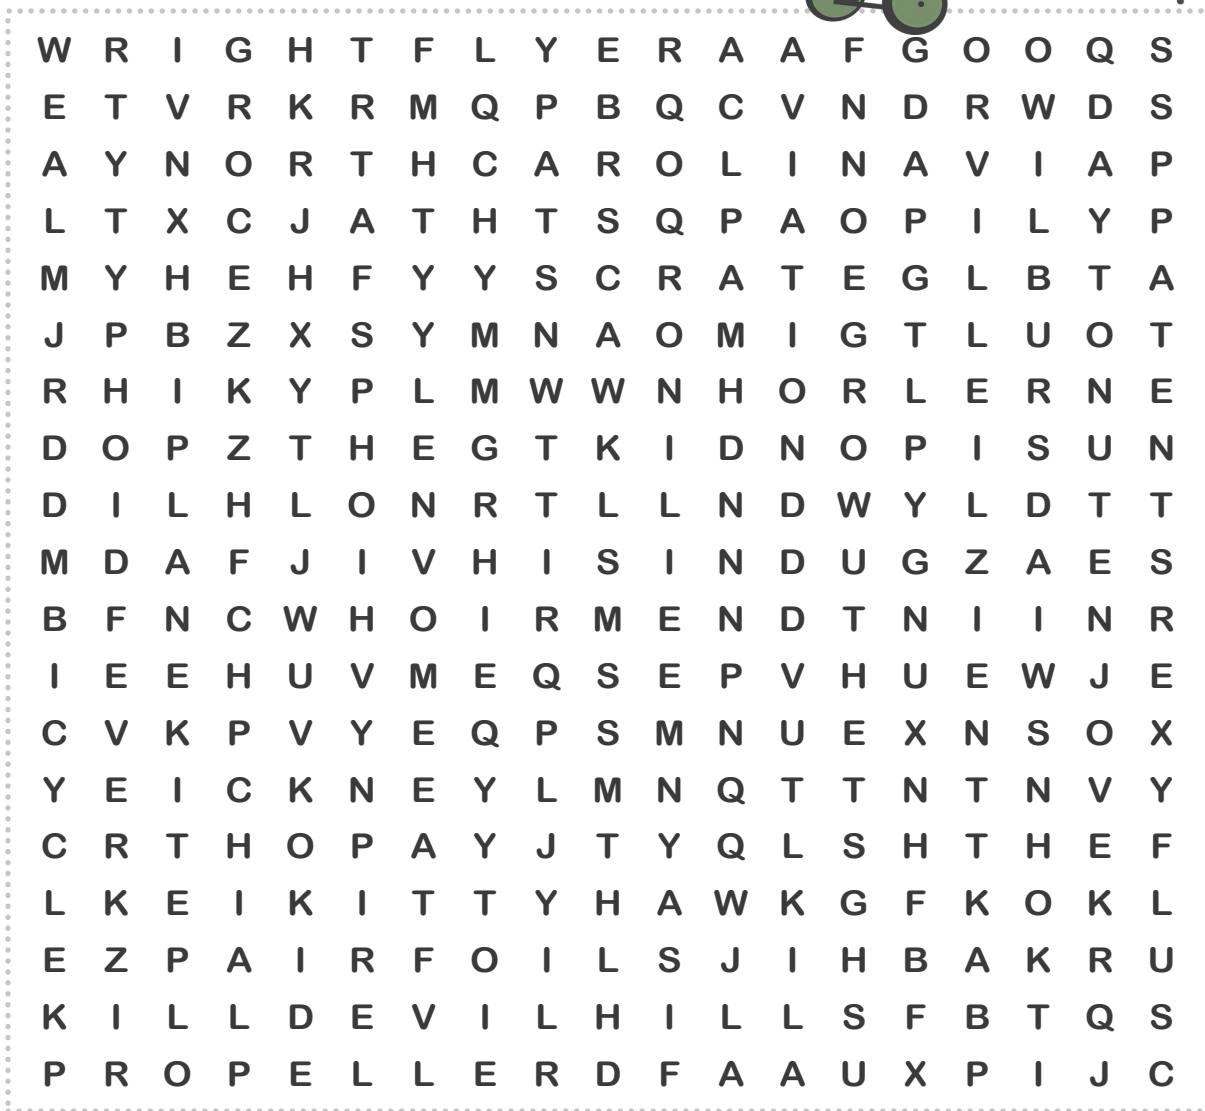 W R I G H T F L Y E R A A F G O O Q S
E T V R K R M Q P B Q C V N D R W D S
A Y N O R T H C A R O L I N A V I A P
L T X C J A T H T S Q P A O P I L Y P
M Y H E H F Y Y S C R A T E G L B T A
J P B Z X S Y M N A O M I G T L U O T
R H I K Y P L M W W N H O R L E R N E
D O P Z T H E G T K I D N O P I S U N
D I L H L O N R T L L N D W Y L D T T
M D A F J I V H I S I N D U G Z A E S
B F N C W H O I R M E N D T N I I N R
I E E H U V M E Q S E P V H U E W J E
C V K P V Y E Q P S M N U E X N S O X
Y E I C K N E Y L M N Q T T N T N V Y
C R T H O P A Y J T Y Q L S H T H E F
L K E I K I T T Y H A W K G F K O K L
E Z P A I R F O I L S J I H B A K R U
K I L L D E V I L H I L L S F B T Q S
P R O P E L L E R D F A A U X P I J C